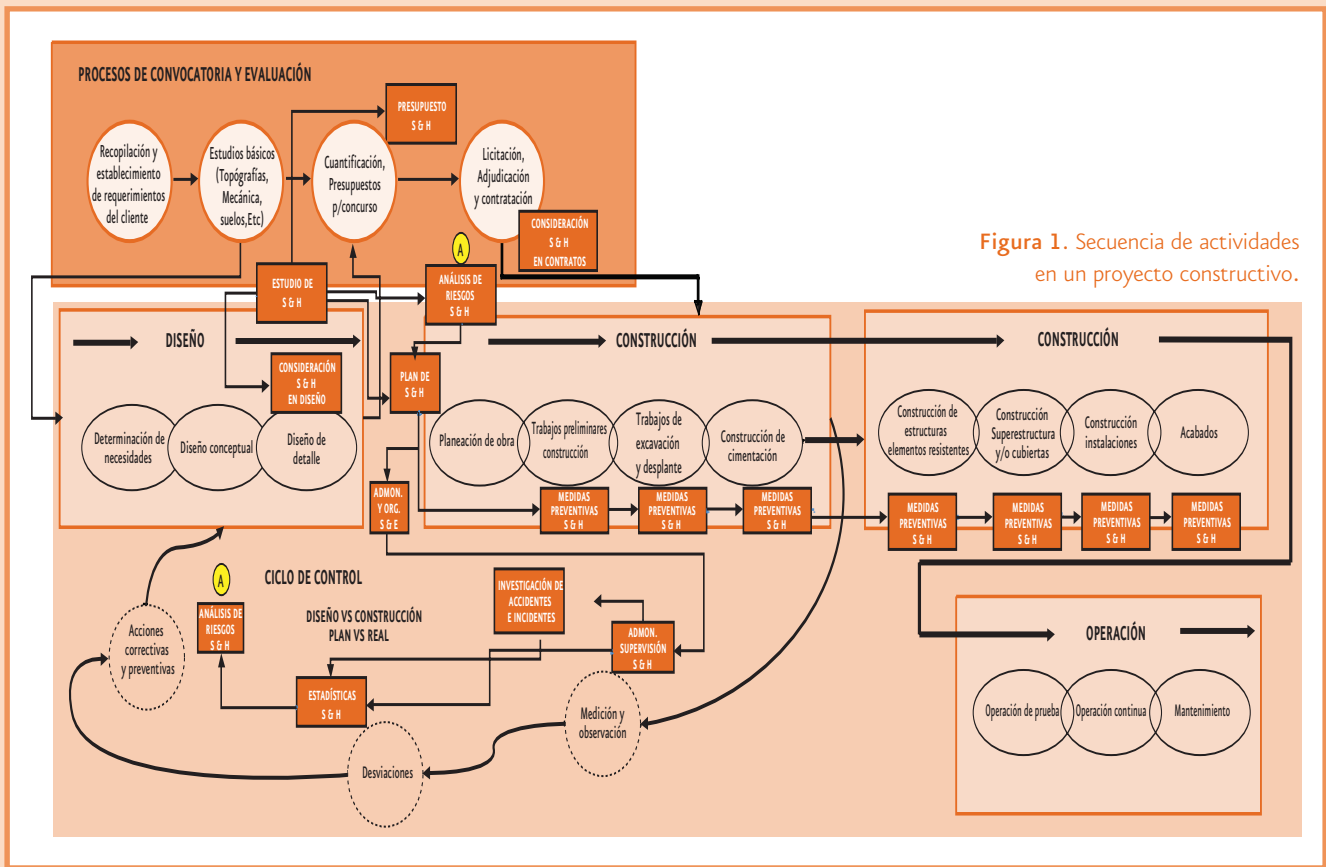 PROCESOS DE CONVOCATORIA Y EVALUACIÓN
PRESUPUESTO
S & H
Recopilación y
establecimiento
de requerimientos
del cliente
Estudios básicos
(Topógrafías,
Mecánica,
suelos,Etc)
Cuantificación,
Presupuestos
p/concurso
Licitación,
Adjudicación
y contratación
CONSIDERACIÓN
S & H
EN CONTRATOS
Figura 1. Secuencia de actividades
en un proyecto constructivo.
A
ESTUDIO DE
S & H
ANÁLISIS DE
RIESGOS
S & H
DISEÑO
CONSIDERACIÓN
S & H
EN DISEÑO
Determinación de
necesidades
Diseño conceptual
Diseño de
detalle
PLAN DE
S & H
CONSTRUCCIÓN
Planeación de obra
Trabajos preliminares
construcción
Trabajos de
excavación
y desplante
Construcción de
cimentación
ADMON.
Y ORG.
S & E
MEDIDAS
PREVENTIVAS
S & H
MEDIDAS
PREVENTIVAS
S & H
MEDIDAS
PREVENTIVAS
S & H
CONSTRUCCIÓN
Construcción de
estructuras
elementos resistentes
Construcción
Superestructura
y/o cubiertas
Construcción
instalaciones
Acabados
MEDIDAS
PREVENTIVAS
S & H
MEDIDAS
PREVENTIVAS
S & H
MEDIDAS
PREVENTIVAS
S & H
MEDIDAS
PREVENTIVAS
S & H
CICLO DE CONTROL
A
ANÁLISIS DE
RIESGOS
S & H
DISEÑO VS CONSTRUCCIÓN
PLAN VS REAL
INVESTIGACIÓN DE
ACCIDENTES
E INCIDENTES
ADMON.
SUPERVISIÓN
S & H
Acciones
correctivas
y preventivas
ESTADÍSTICAS
S & H
Medición y
observación
Desviaciones
OPERACIÓN
Operación de prueba
Operación continua
Mantenimiento